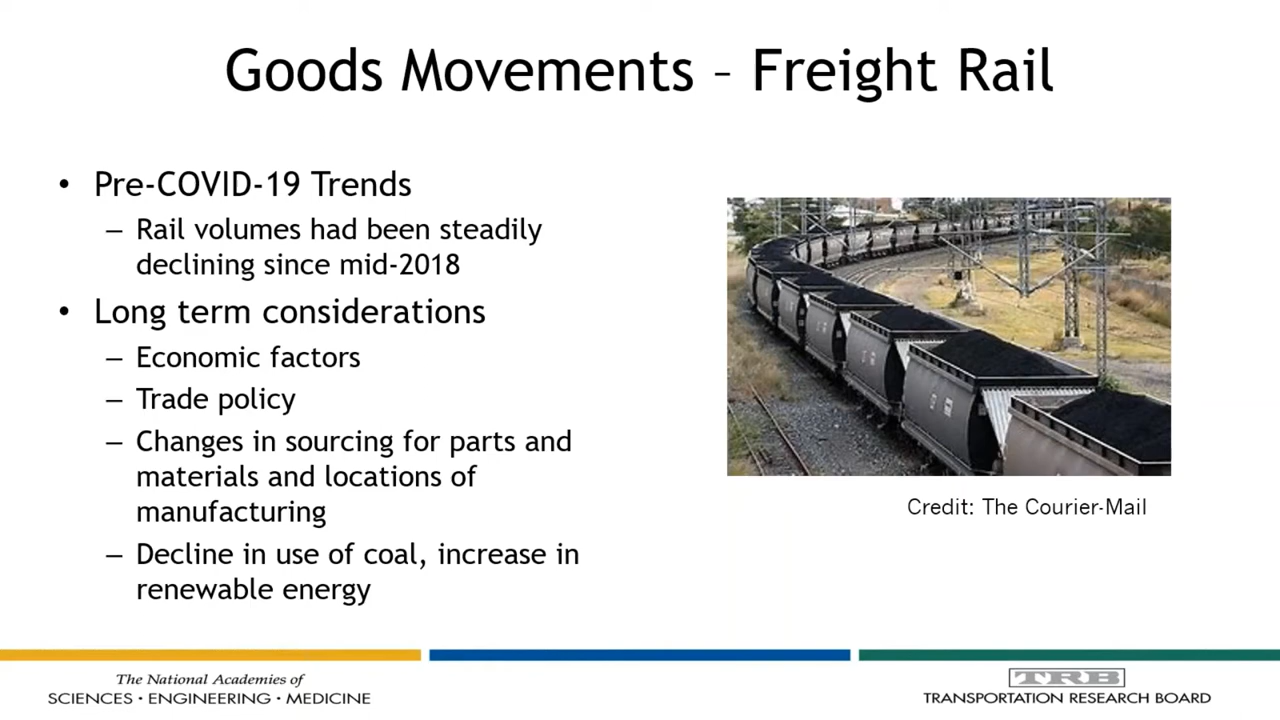 Goods Movements – Freight Rail
• Pre-COVID-19 Trends
– Rail volumes had been steadily
declining since mid-2018
• Long term considerations
– Economic factors
– Trade policy
– Changes in sourcing for parts and
materials and locations of
manufacturing
– Decline in use of coal, increase in
renewable energy
Credit: The Courier-Mail
The National Academies of
SCIENCES · ENGINEERING · MEDICINE
TRB
TRANSPORTATION RESEARCH BOARD